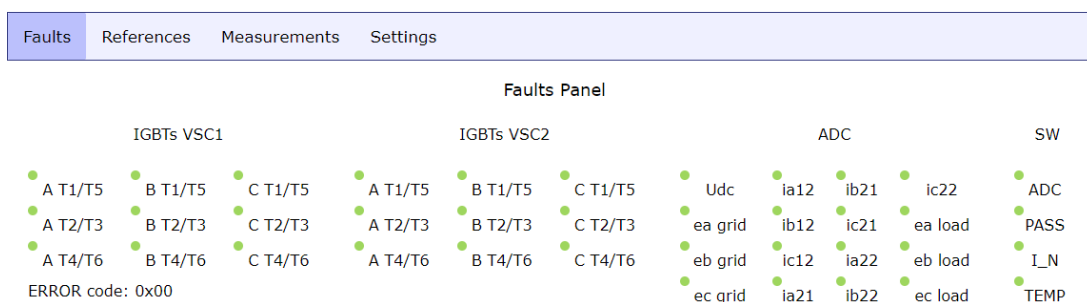 Faults References Measurements Settings
Faults Panel
IGBTs VSC1 IGBTs VSC2 ADC SW
A T1/T5 B T1/T5 C T1/T5 A T1/T5 B T1/T5 C T1/T5 Udc ia12 ib21 ic22 ADC
A T2/T3 B T2/T3 C T2/T3 A T2/T3 B T2/T3 C T2/T3 ea grid ib12 ic21 ea load PASS
A T4/T6 B T4/T6 C T4/T6 A T4/T6 B T4/T6 C T4/T6 eb grid ic12 ia22 eb load I_N
ERROR code: 0x00 ec grid ia21 ib22 ec load TEMP